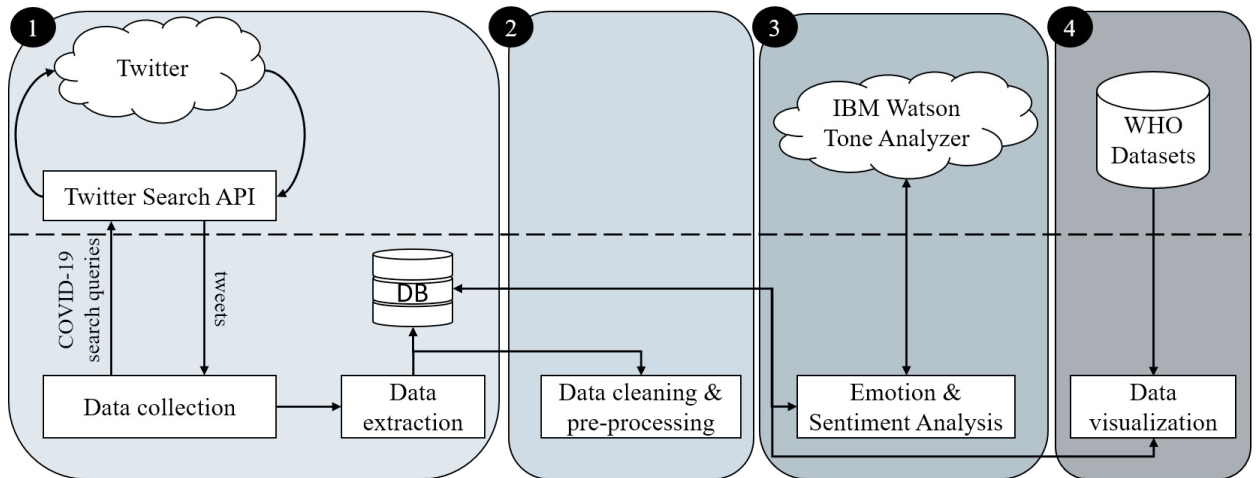 1
Twitter
Twitter Search API
COVID-19
search queries
tweets
DB
Data collection
Data
extraction
2
Data cleaning &
pre-processing
3
IBM Watson
Tone Analyzer
Emotion &
Sentiment Analysis
4
WHO
Datasets
Data
visualization